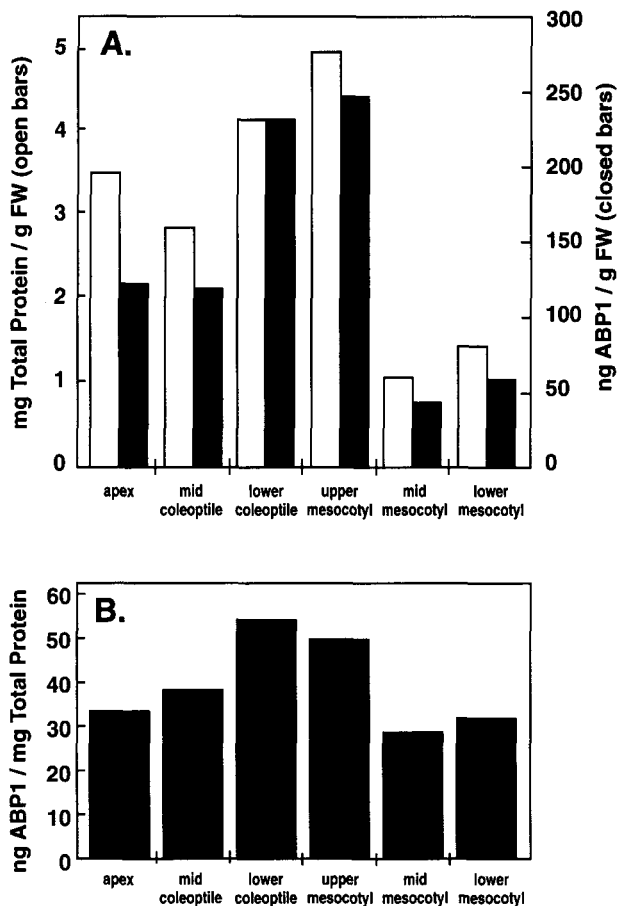 A.
mg Total Protein / g FW (open bars)
5
4
3
2
1
0
300
250
200
150
100
50
0
ng ABP1 / g FW (closed bars)
apex
mid
coleoptile
lower
coleoptile
upper
mesocotyl
mid
mesocotyl
lower
mesocotyl
B.
ng ABP1 / mg Total Protein
60
50
40
30
20
10
0
apex
mid
coleoptile
lower
coleoptile
upper
mesocotyl
mid
mesocotyl
lower
mesocotyl